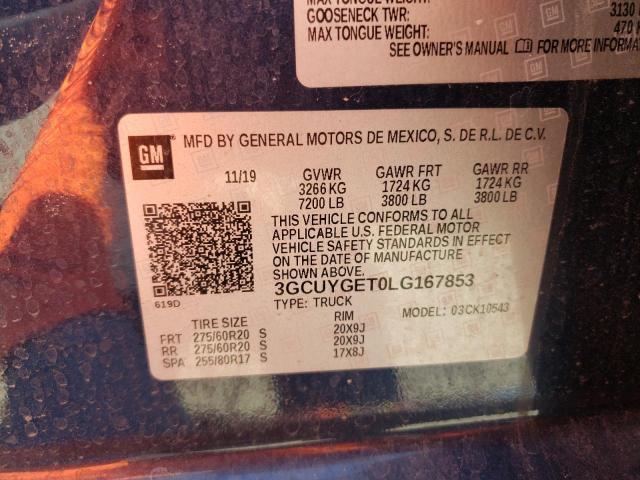 MAX TONGUE WEIGHT:
GOOSENECK TWR: 3130
MAX TONGUE WEIGHT: 470
SEE OWNER'S MANUAL FOR MORE INFORMA
GM MFD BY GENERAL MOTORS DE MEXICO, S. DE R.L. DE C.V.
11/19 GVWR GAWR FRT GAWR RR
3266 KG 1724 KG 1724 KG
7200 LB 3800 LB 3800 LB
THIS VEHICLE CONFORMS TO ALL
APPLICABLE U.S. FEDERAL MOTOR
VEHICLE SAFETY STANDARDS IN EFFECT
ON THE DATE OF MANUFACTURE
SHOWN ABOVE.
3GCUYGET0LG167853
619D TYPE: TRUCK MODEL: 03CK10543
TIRE SIZE RIM
FRT 275/60R20 S 20X9J
RR 275/60R20 S 20X9J
SPA 255/80R17 S 17X8J